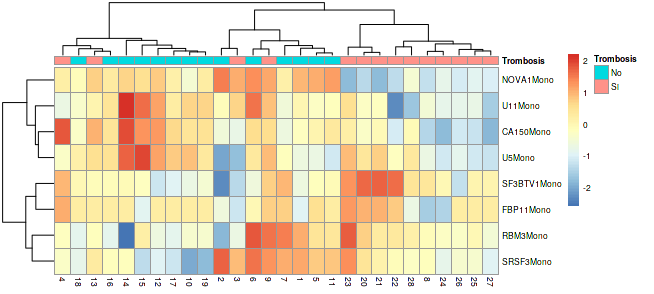 Trombosis
NOVA1Mono
U11Mono
CA150Mono
U5Mono
SF3BTV1Mono
FBP11Mono
RBM3Mono
SRSF3Mono
4 18 13 16 14 15 12 17 10 19 2 3 6 9 7 1 5 11 23 20 21 22 28 8 24 26 25 27
2
1
0
-1
-2
Trombosis
No
SI